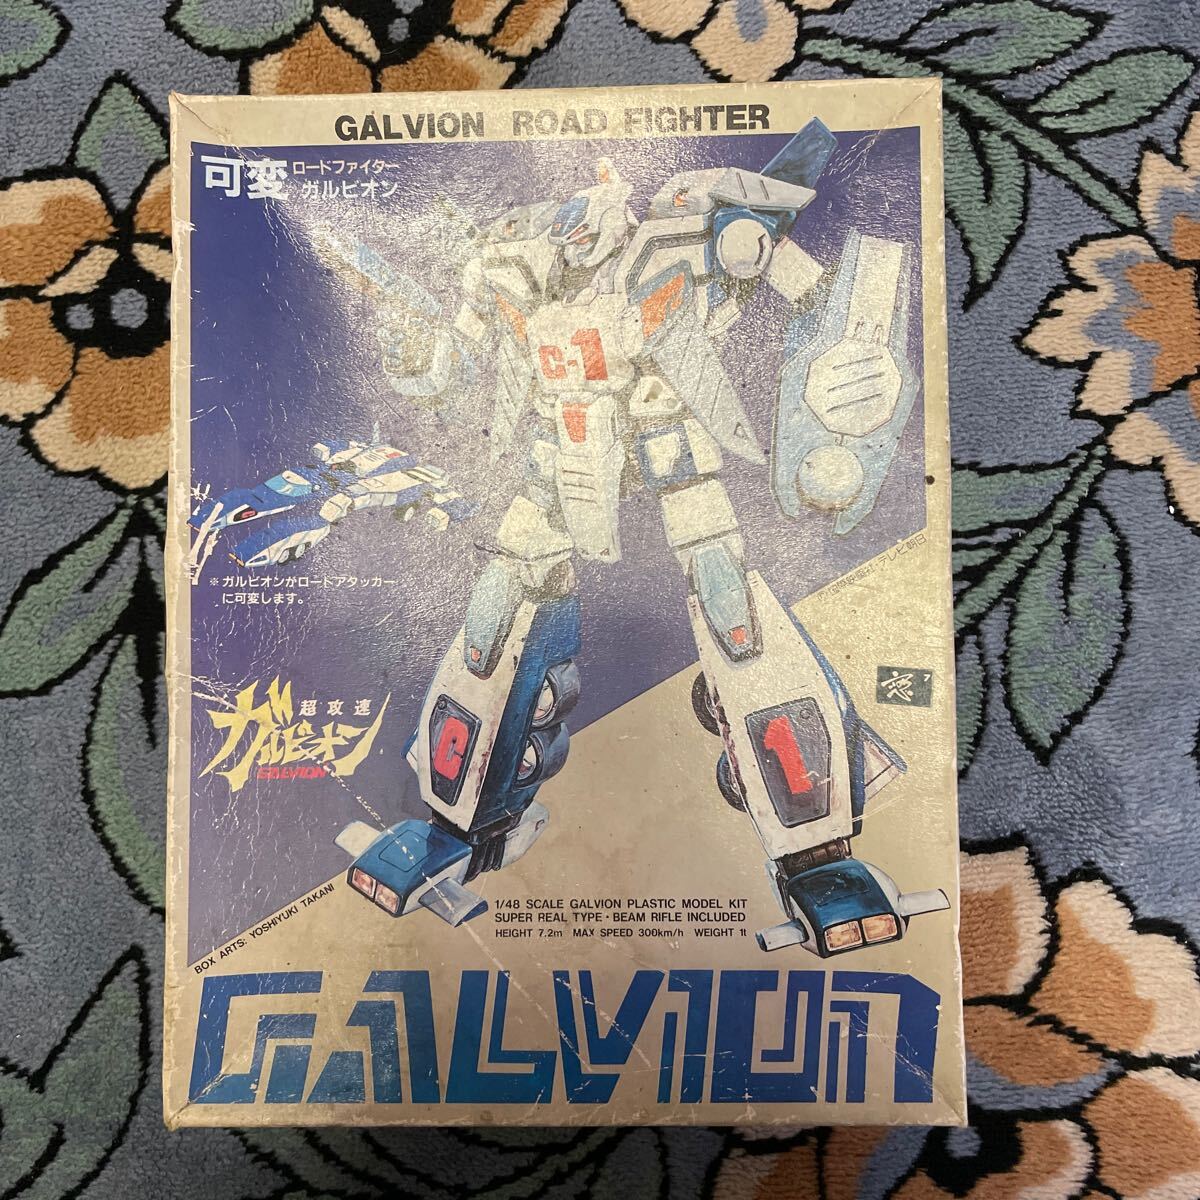 GALVION ROAD FIGHTER
可変 ロードファイター
ガルビオン
C-1
※ ガルビオンがロードアタッカー
に可変します。
超攻速
ガルビオン
GALVION
C
1
BOX ARTS: YOSHIYUKI TAKANI
1/48 SCALE GALVION PLASTIC MODEL KIT
SUPER REAL TYPE・BEAM RIFLE INCLUDED
HEIGHT 7.2m MAX SPEED 300km/h WEIGHT 1t
GALVION